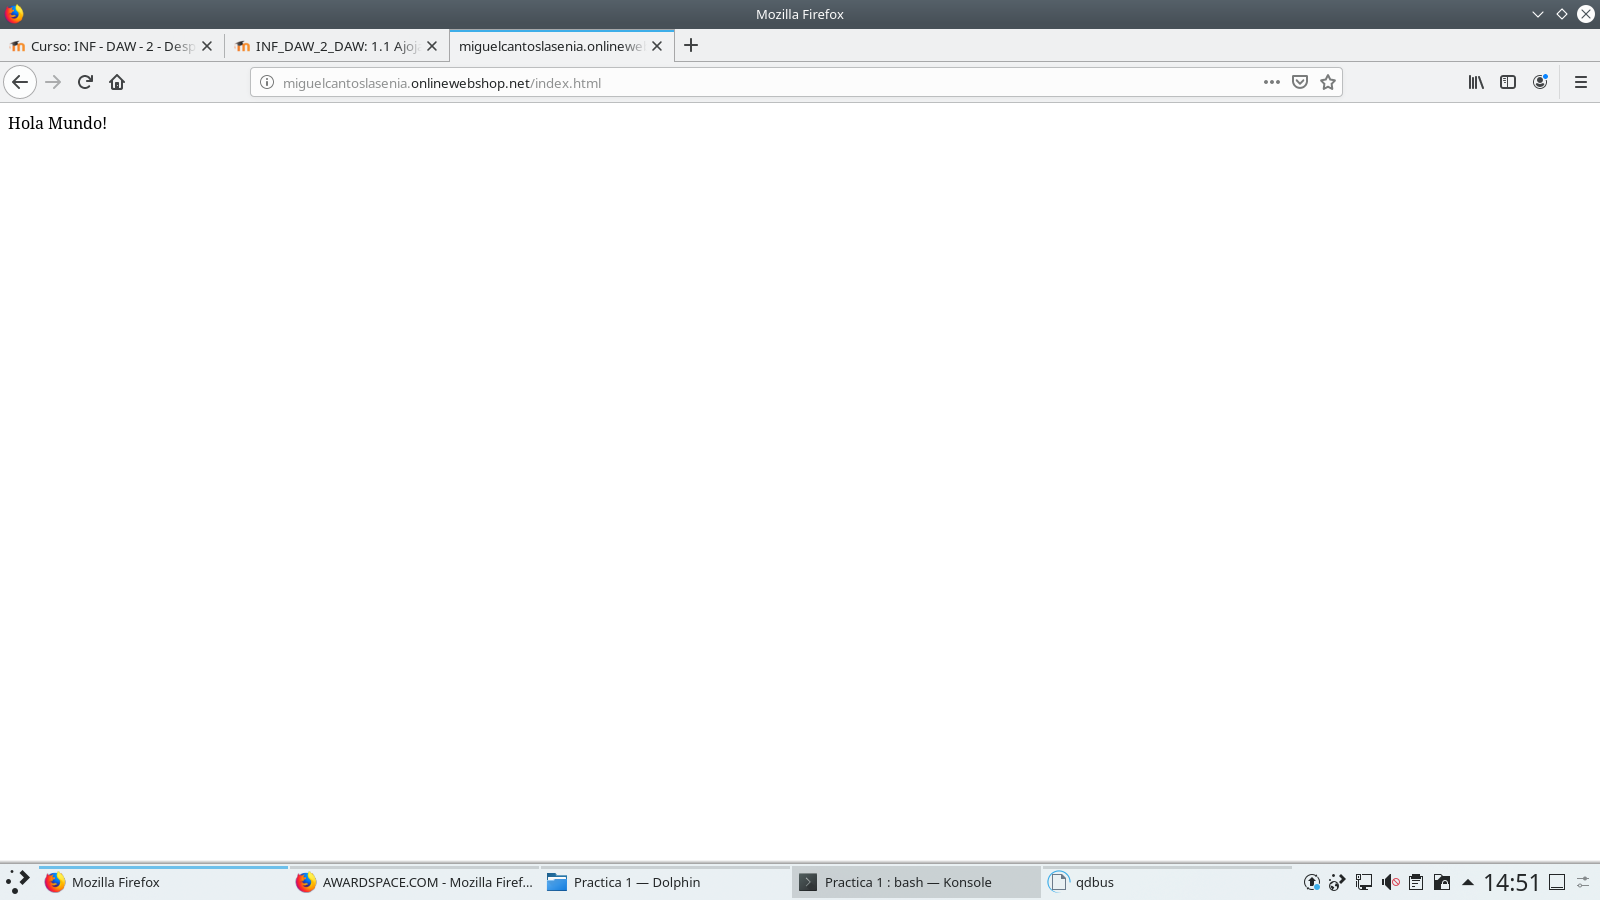 Mozilla Firefox
Curso: INF - DAW - 2 - Desp
INF_DAW_2_DAW: 1.1 Ajoj
miguelcantoslasenia.onlinewe
miguelcantoslasenia.onlinewebshop.net/index.html
Hola Mundo!
Mozilla Firefox
AWARDSPACE.COM - Mozilla Firef...
Practica 1 — Dolphin
Practica 1 : bash — Konsole
qdbus
14:51